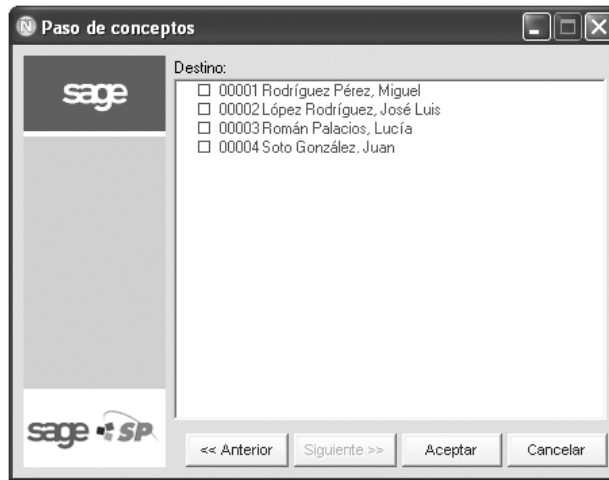 Paso de conceptos
sage
Destino:
00001 Rodríguez Pérez, Miguel
00002 López Rodríguez, José Luis
00003 Román Palacios, Lucía
00004 Soto González, Juan
sage SP
<< Anterior
Siguiente >>
Aceptar
Cancelar